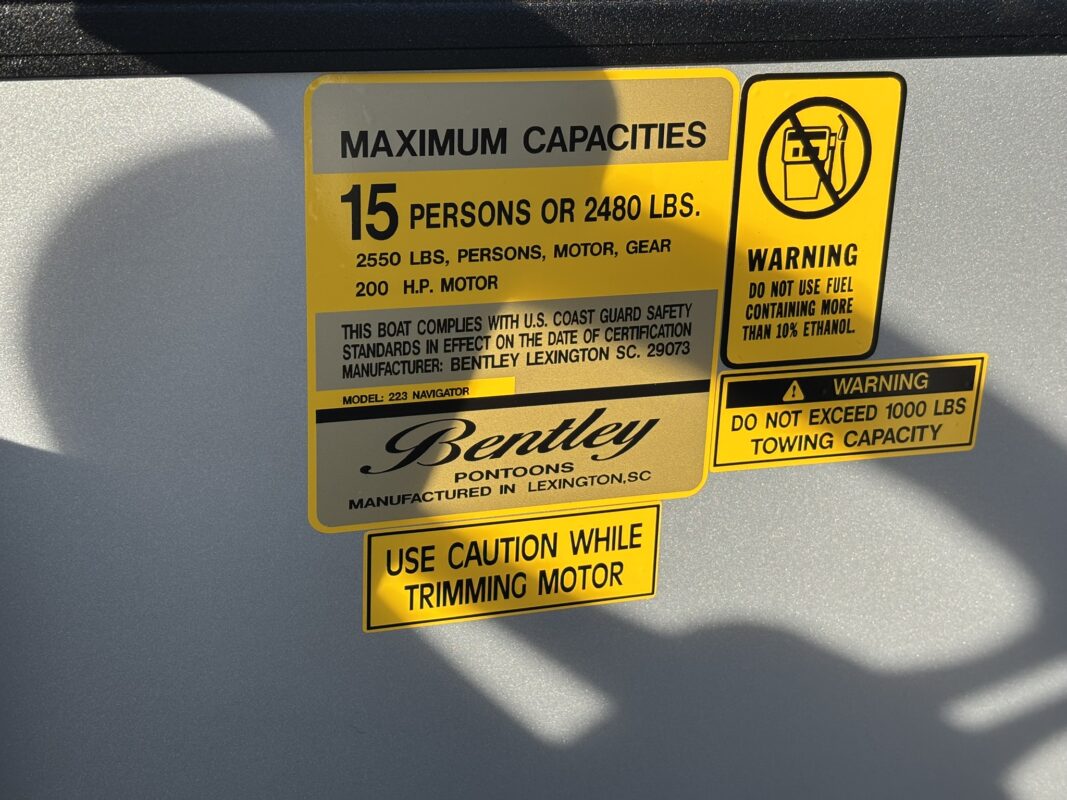 MAXIMUM CAPACITIES
15 PERSONS OR 2480 LBS.
2550 LBS, PERSONS, MOTOR, GEAR
200 H.P. MOTOR
THIS BOAT COMPLIES WITH U.S. COAST GUARD SAFETY
STANDARDS IN EFFECT ON THE DATE OF CERTIFICATION
MANUFACTURER: BENTLEY LEXINGTON SC. 29073
MODEL: 223 NAVIGATOR
Bentley
PONTOONS
MANUFACTURED IN LEXINGTON,SC
WARNING
DO NOT USE FUEL
CONTAINING MORE
THAN 10% ETHANOL.
WARNING
DO NOT EXCEED 1000 LBS
TOWING CAPACITY
USE CAUTION WHILE
TRIMMING MOTOR